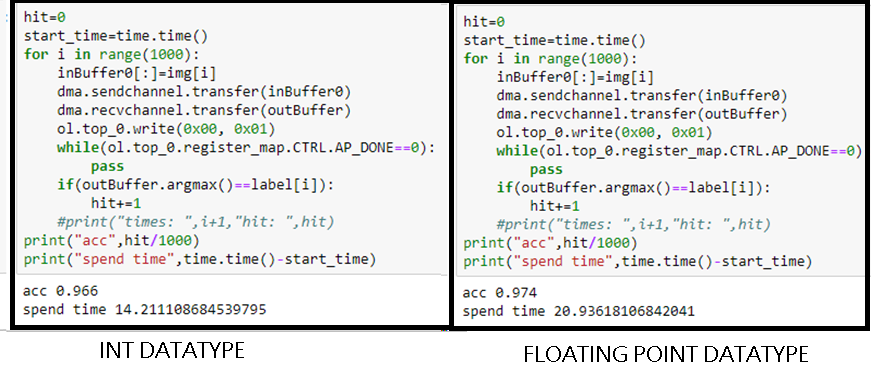 hit=0
start_time=time.time()
for i in range(1000):
    inBuffer0[:]=img[i]
    dma.sendchannel.transfer(inBuffer0)
    dma.recvchannel.transfer(outBuffer)
    ol.top_0.write(0x00, 0x01)
    while(ol.top_0.register_map.CTRL.AP_DONE==0):
        pass
    if(outBuffer.argmax()==label[i]):
        hit+=1
    #print("times: ",i+1,"hit: ",hit)
print("acc",hit/1000)
print("spend time",time.time()-start_time)
acc 0.966
spend time 14.211108684539795
INT DATATYPE
hit=0
start_time=time.time()
for i in range(1000):
    inBuffer0[:]=img[i]
    dma.sendchannel.transfer(inBuffer0)
    dma.recvchannel.transfer(outBuffer)
    ol.top_0.write(0x00, 0x01)
    while(ol.top_0.register_map.CTRL.AP_DONE==0)
        pass
    if(outBuffer.argmax()==label[i]):
        hit+=1
    #print("times: ",i+1,"hit: ",hit)
print("acc",hit/1000)
print("spend time",time.time()-start_time)
acc 0.974
spend time 20.93618106842041
FLOATING POINT DATATYPE